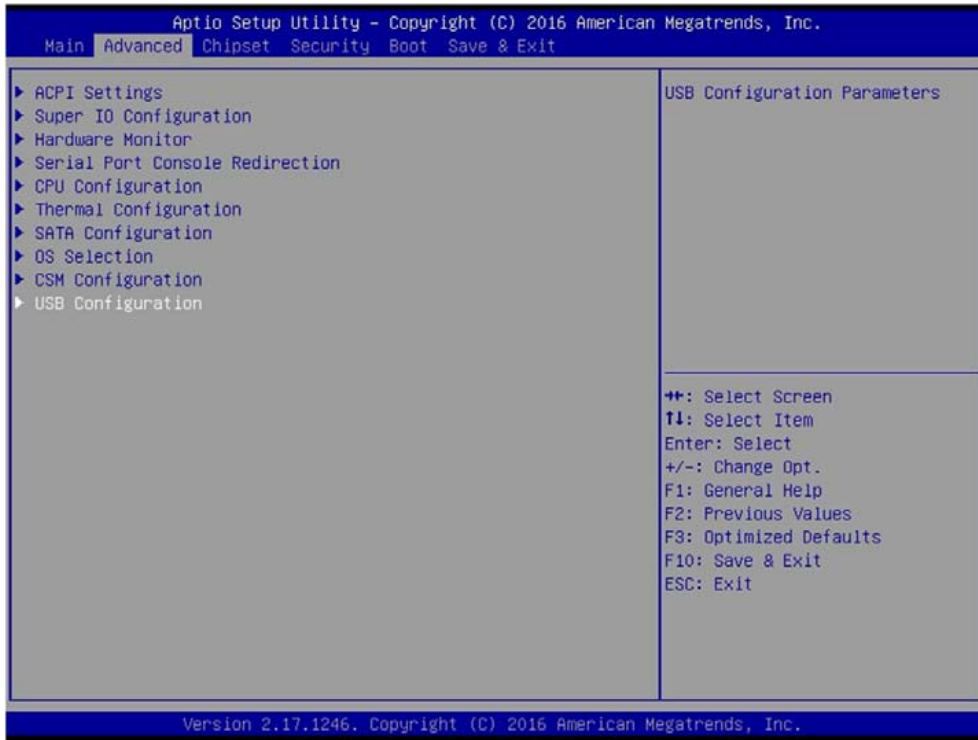 Aptio Setup Utility – Copyright (C) 2016 American Megatrends, Inc.
Main Advanced Chipset Security Boot Save & Exit
ACPI Settings
Super IO Configuration
Hardware Monitor
Serial Port Console Redirection
CPU Configuration
Thermal Configuration
SATA Configuration
OS Selection
CSM Configuration
USB Configuration
USB Configuration Parameters
→←: Select Screen
↑↓: Select Item
Enter: Select
+/-: Change Opt.
F1: General Help
F2: Previous Values
F3: Optimized Defaults
F10: Save & Exit
ESC: Exit
Version 2.17.1246. Copyright (C) 2016 American Megatrends, Inc.